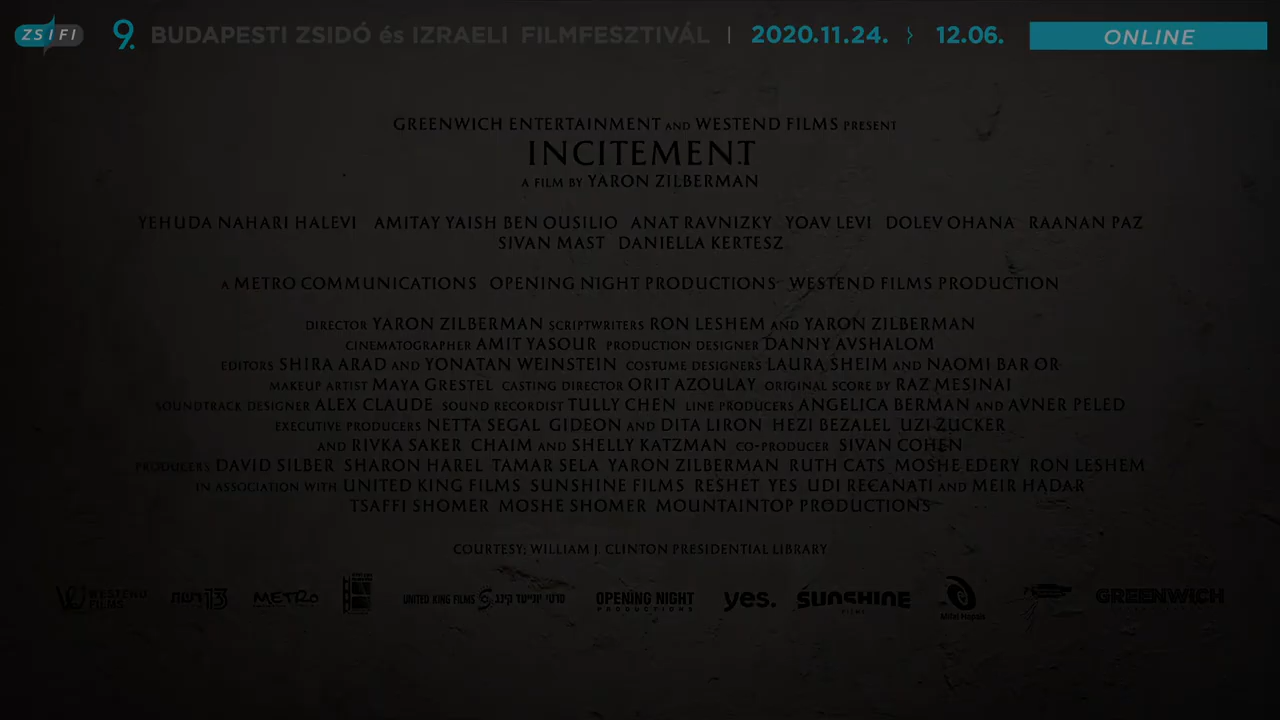 ZSIFI 9. BUDAPESTI ZSIDÓ és IZRAELI FILMFESZTIVÁL | 2020.11.24. 12.06. ONLINE
GREENWICH ENTERTAINMENT AND WESTEND FILMS PRESENT
INCITEMENT
A FILM BY YARON ZILBERMAN
YEHUDA NAHARI HALEVI AMITAY YAISH BEN OUSILIO ANAT RAVNIZKY YOAV LEVI DOLEV OHANA RAANAN PAZ
SIVAN MAST DANIELLA KERTESZ
A METRO COMMUNICATIONS OPENING NIGHT PRODUCTIONS WESTEND FILMS PRODUCTION
DIRECTOR YARON ZILBERMAN SCRIPTWRITERS RON LESHEM AND YARON ZILBERMAN
CINEMATOGRAPHER AMIT YASOUR PRODUCTION DESIGNER DANNY AVSHALOM
EDITORS SHIRA ARAD AND YONATAN WEINSTEIN COSTUME DESIGNERS LAURA SHEIM AND NAOMI BAR OR
MAKEUP ARTIST MAYA GRESTEL CASTING DIRECTOR ORIT AZOULAY ORIGINAL SCORE BY RAZ MESINAI
SOUNDTRACK DESIGNER ALEX CLAUDE SOUND RECORDIST TULLY CHEN LINE PRODUCERS ANGELICA BERMAN AND AVNER PELED
EXECUTIVE PRODUCERS NETTA SEGAL GIDEON AND DITA LIRON HEZI BEZALEL UZI ZUCKER
AND RIVKA SAKER CHAIM AND SHELLY KATZMAN CO-PRODUCER SIVAN COHEN
PRODUCERS DAVID SILBER SHARON HAREL TAMAR SELA YARON ZILBERMAN RUTH CATS MOSHE EDERY RON LESHEM
IN ASSOCIATION WITH UNITED KING FILMS SUNSHINE FILMS RESHET YES UDI RECANATI AND MEIR HADAR
TSAFFI SHOMER MOSHE SHOMER MOUNTAINTOP PRODUCTIONS
COURTESY: WILLIAM J. CLINTON PRESIDENTIAL LIBRARY
WESTEND FILMS רשת 13 METRO UNITED KING FILMS סרטי יונייטד קינג OPENING NIGHT PRODUCTIONS yes. SUNSHINE FILMS GREENWICH